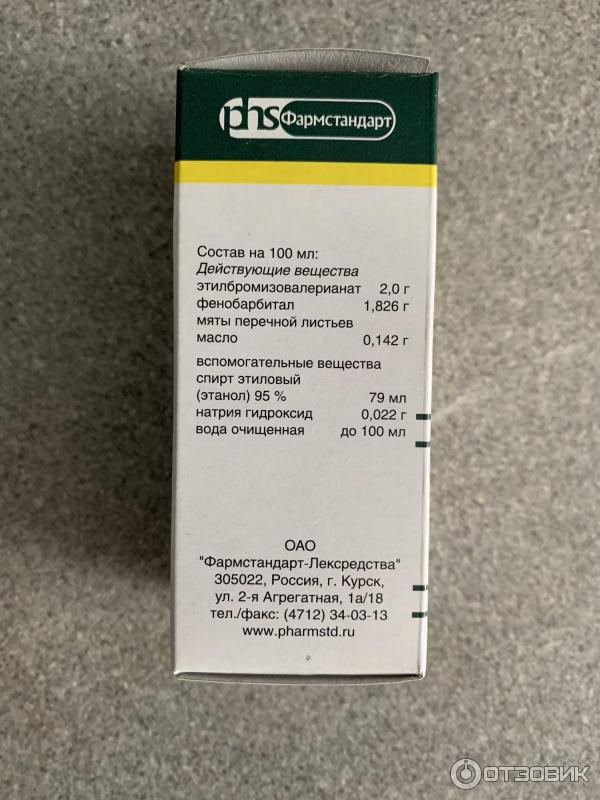 phs Фармстандарт
Состав на 100 мл:
Действующие вещества
этилбромизовалерианат 2,0 г
фенобарбитал 1,826 г
мяты перечной листьев
масло 0,142 г
вспомогательные вещества
спирт этиловый
(этанол) 95 % 79 мл
натрия гидроксид 0,022 г
вода очищенная до 100 мл
ОАО
"Фармстандарт-Лексредства"
305022, Россия, г. Курск,
ул. 2-я Агрегатная, 1а/18
тел./факс: (4712) 34-03-13
www.pharmstd.ru
ОТЗОВИК